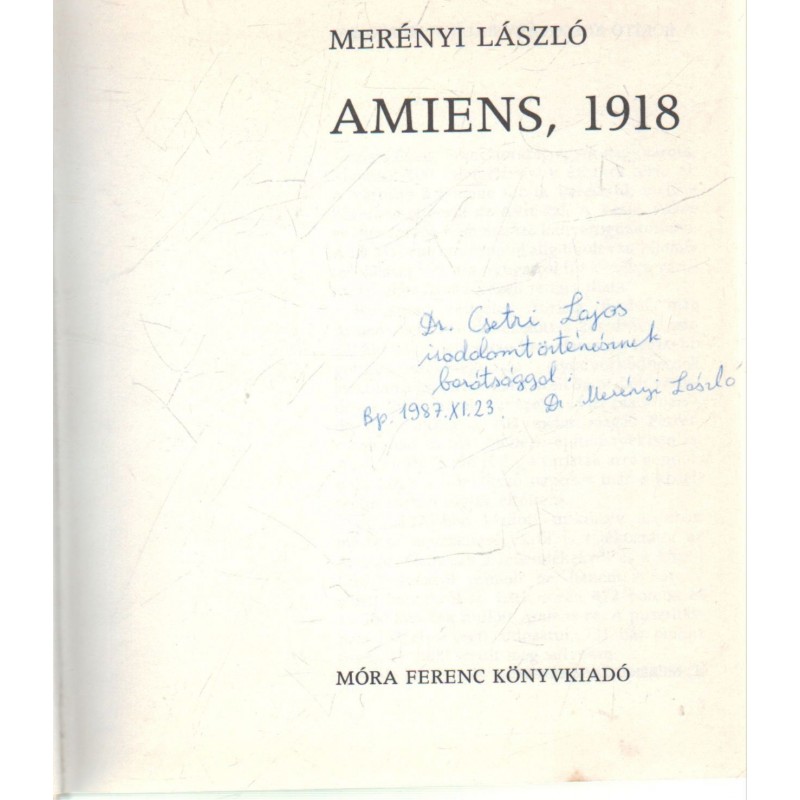 MERÉNYI LÁSZLÓ
AMIENS, 1918
Dr. Csetri Lajos
irodalomtörténésznek
barátsággal:
Bp. 1987.XI.23 Dr. Merényi László
MÓRA FERENC KÖNYVKIADÓ